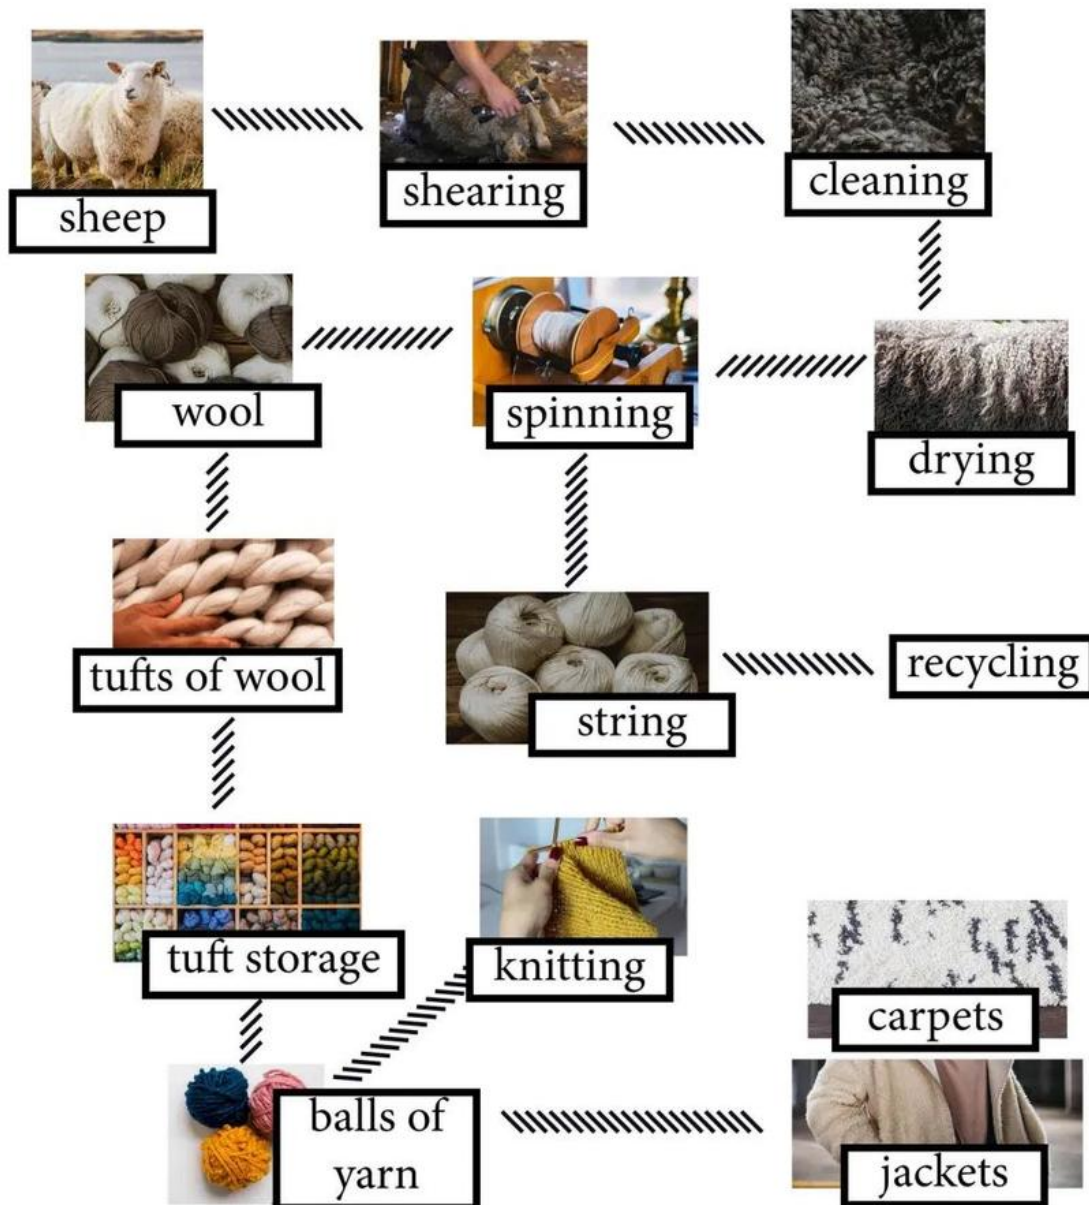 sheep
shearing
cleaning
wool
spinning
drying
tufts of wool
string
recycling
tuft storage
knitting
carpets
balls of
yarn
jackets